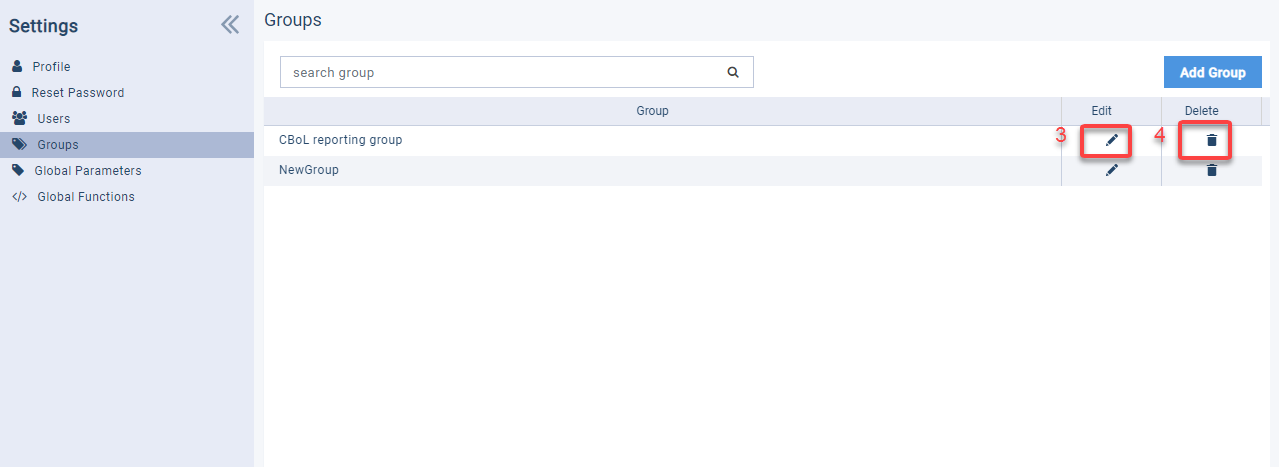 Settings
Profile
Reset Password
Users
Groups
Global Parameters
Global Functions
Groups
search group
Add Group
Group Edit Delete
CBoL reporting group 3 4
NewGroup